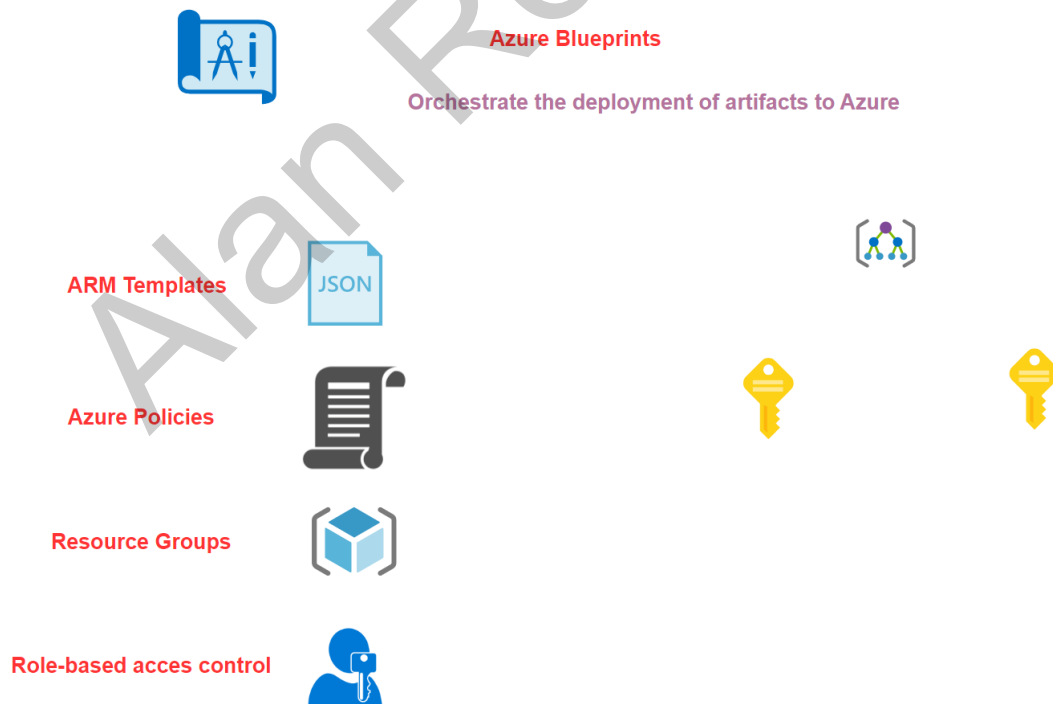 Azure Blueprints
Orchestrate the deployment of artifacts to Azure
ARM Templates
JSON
Azure Policies
Resource Groups
Role-based acces control
Alan